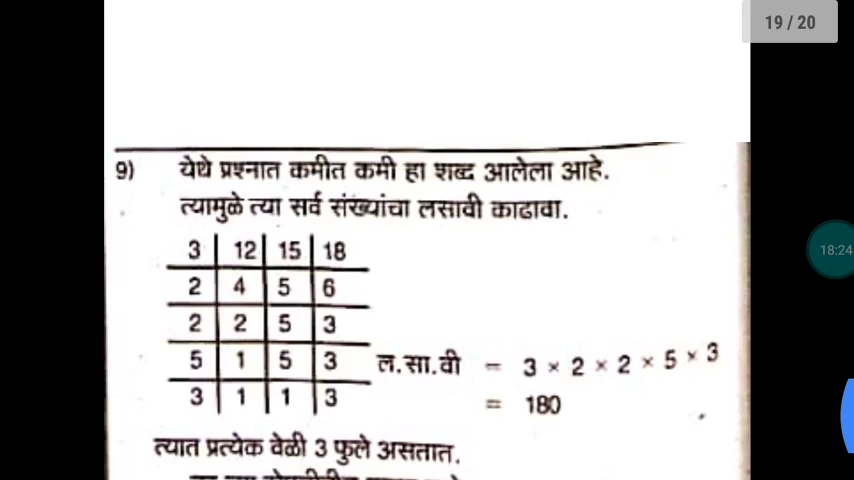 19 / 20
9) येथे प्रश्नात कमीत कमी हा शब्द आलेला आहे.
त्यामुळे त्या सर्व संख्यांचा लसावी काढावा.
3 12 15 18
2 4 5 6
2 2 5 3
5 1 5 3 ल.सा.वी = 3 × 2 × 2 × 5 × 3
3 1 1 3 = 180
त्यात प्रत्येक वेळी 3 फुले असतात.
18:24